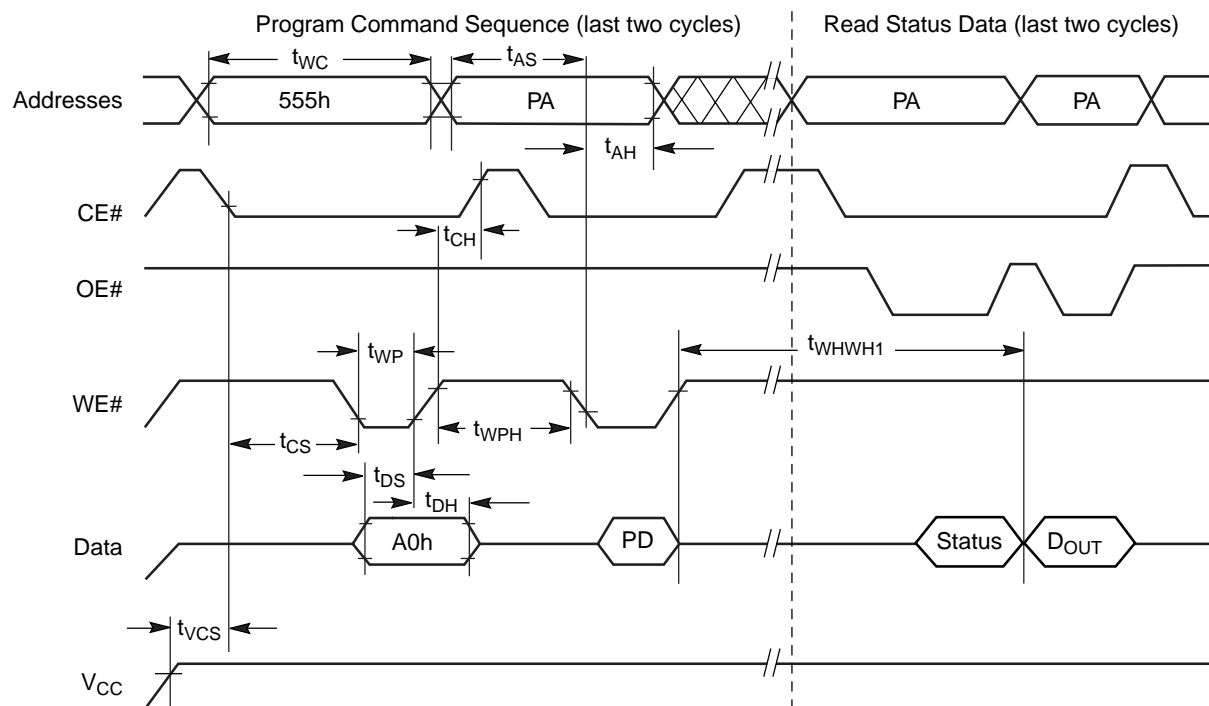 Program Command Sequence (last two cycles)
Read Status Data (last two cycles)
tWC
tAS
Addresses
555h
PA
PA
PA
tAH
CE#
tCH
OE#
tWP
tWHWH1
WE#
tCS
tWPH
tDS
tDH
Data
A0h
PD
Status
DOUT
tVCS
VCC